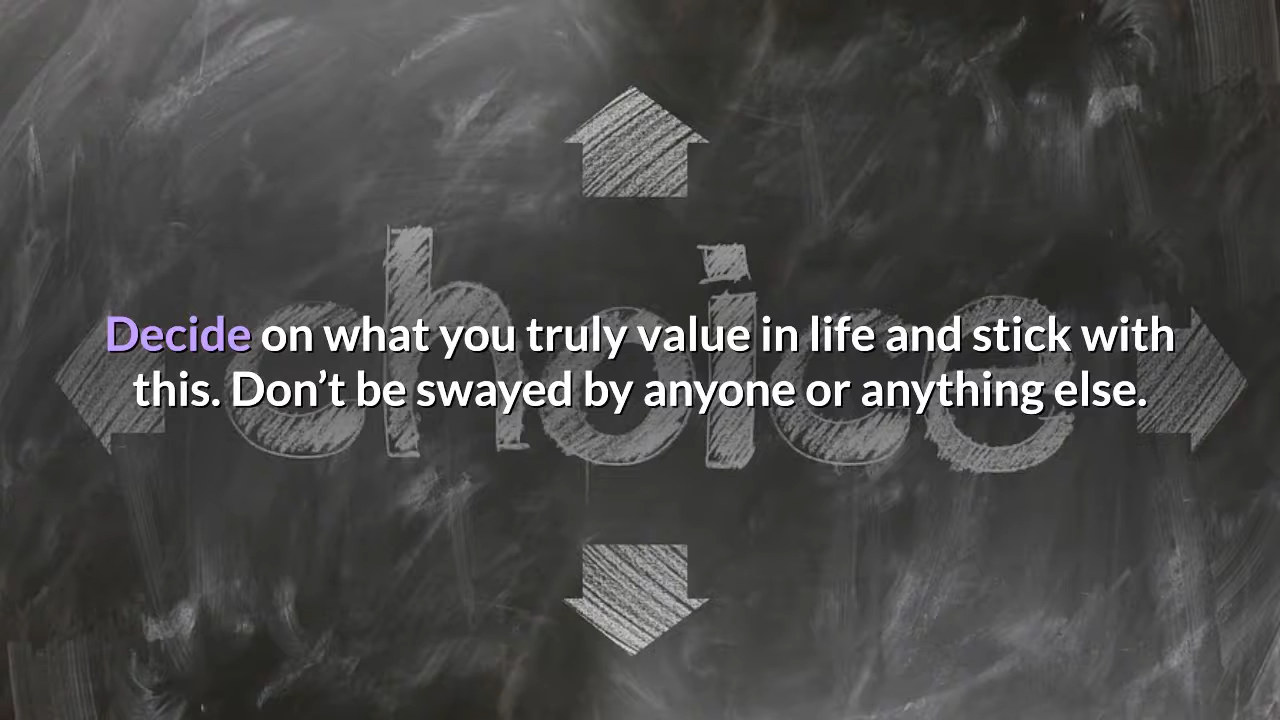 choice
Decide on what you truly value in life and stick with
this. Don’t be swayed by anyone or anything else.